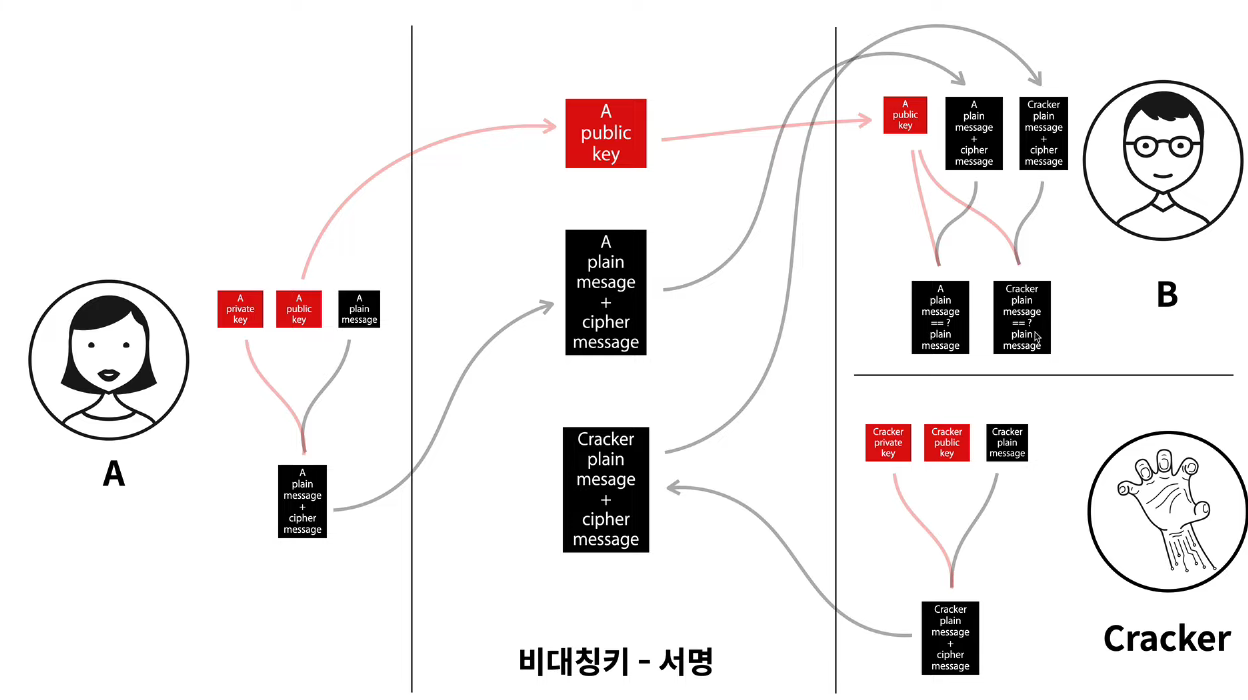 A
private
key
A
public
key
A
plain
message
A
plain
message
+
cipher
message
A
A
public
key
A
plain
mesage
+
cipher
message
Cracker
plain
mesage
+
cipher
message
비대칭키 - 서명
A
public
key
A
plain
message
+
cipher
message
Cracker
plain
message
+
cipher
message
A
plain
message
== ?
plain
message
Cracker
plain
message
== ?
plain
message
B
Cracker
private
key
Cracker
public
key
Cracker
plain
message
Cracker
plain
message
+
cipher
message
Cracker